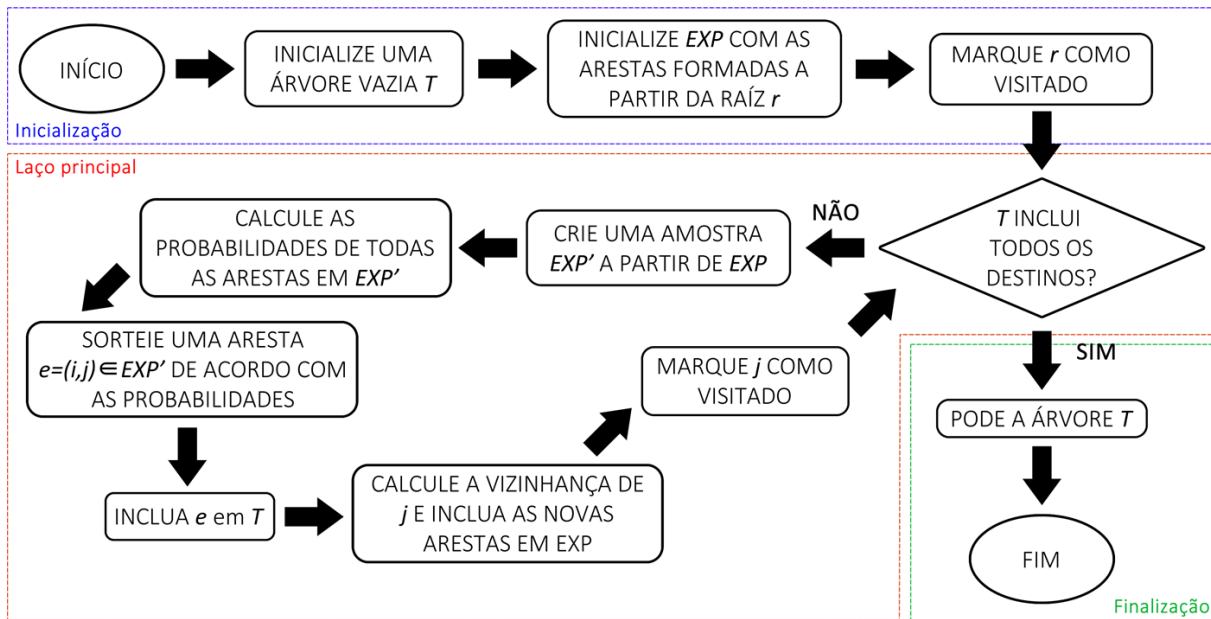 INÍCIO
INICIALIZE UMA
ÁRVORE VAZIA T
INICIALIZE EXP COM AS
ARESTAS FORMADAS A
PARTIR DA RAÍZ r
MARQUE r COMO
VISITADO
Inicialização
Laço principal
T INCLUI
TODOS OS
DESTINOS?
NÃO
CRIE UMA AMOSTRA
EXP' A PARTIR DE EXP
CALCULE AS
PROBABILIDADES DE TODAS
AS ARESTAS EM EXP'
SORTEIE UMA ARESTA
e=(i,j)∈EXP' DE ACORDO COM
AS PROBABILIDADES
INCLUA e em T
CALCULE A VIZINHANÇA DE
j E INCLUA AS NOVAS
ARESTAS EM EXP
MARQUE j COMO
VISITADO
SIM
PODE A ÁRVORE T
FIM
Finalização